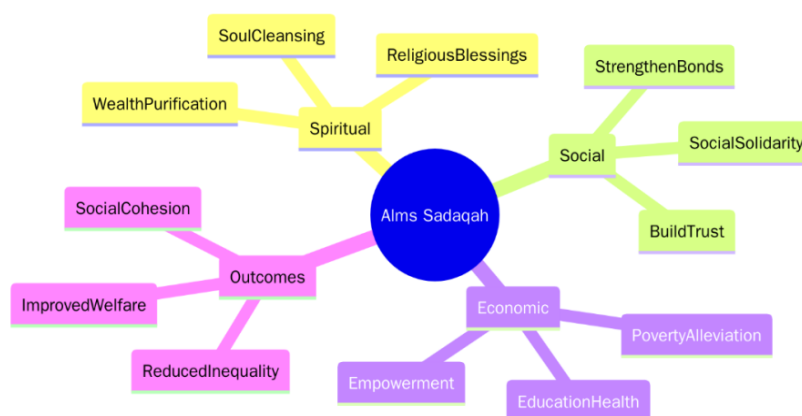 SoulCleansing
ReligiousBlessings
WealthPurification
Spiritual
StrengthenBonds
Social
SocialSolidarity
BuildTrust
Alms Sadaqah
SocialCohesion
Outcomes
ImprovedWelfare
ReducedInequality
Economic
PovertyAlleviation
Empowerment
EducationHealth